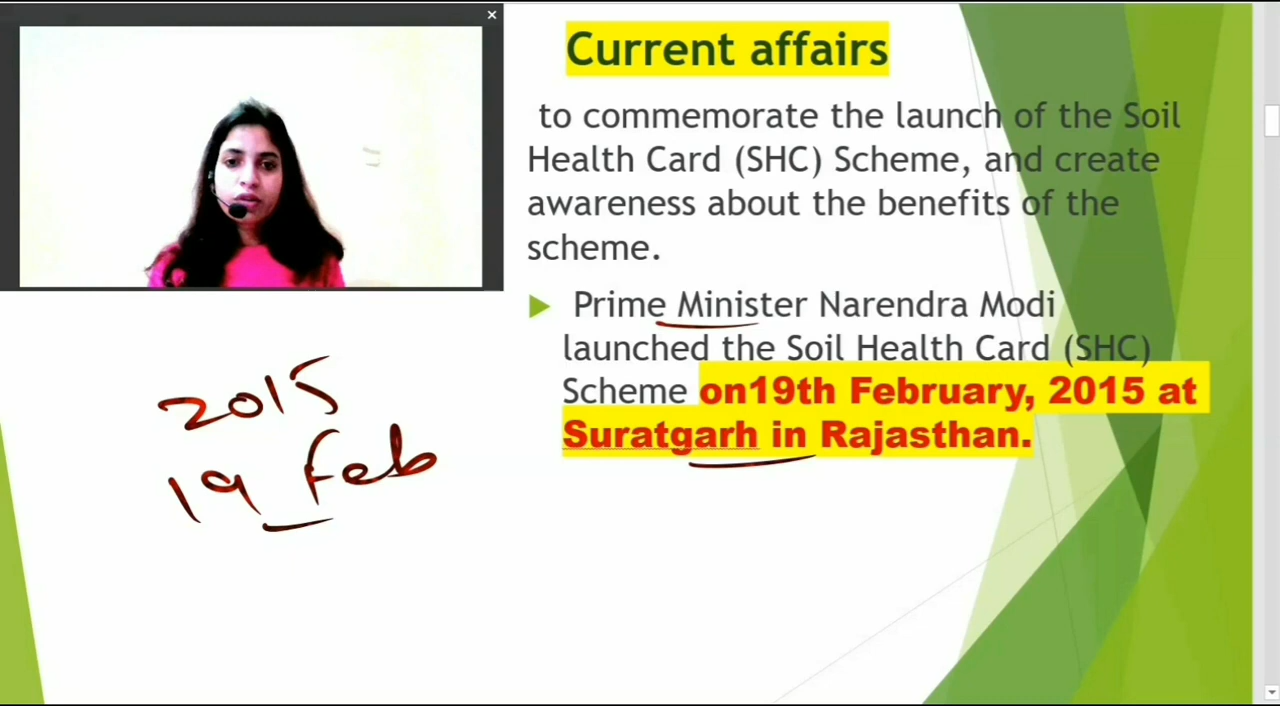 Current affairs
to commemorate the launch of the Soil
Health Card (SHC) Scheme, and create
awareness about the benefits of the
scheme.
Prime Minister Narendra Modi
launched the Soil Health Card (SHC)
Scheme on19th February, 2015 at
Suratgarh in Rajasthan.
2015
19 Feb